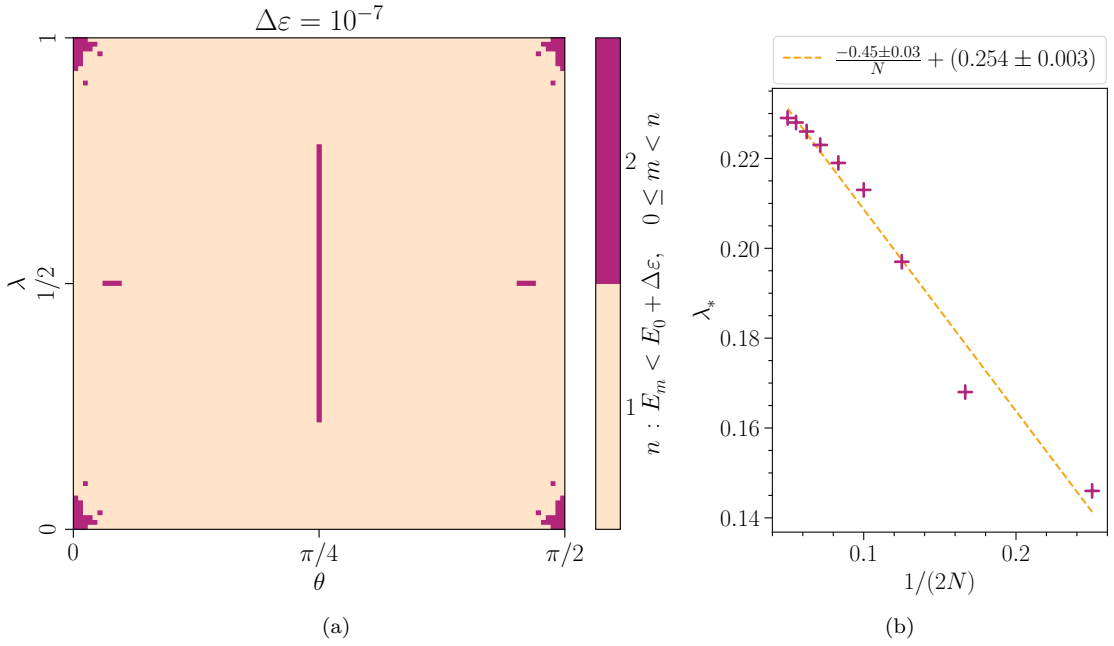 Δε = 10⁻⁷
1
1/2
0
λ
0
π/4
π/2
θ
2
1
n : E_m < E_0 + Δε, 0 ≤ m < n
(a)
-0.45±0.03/N + (0.254 ± 0.003)
0.22
0.20
0.18
0.16
0.14
λ_*
0.1
0.2
1/(2N)
(b)